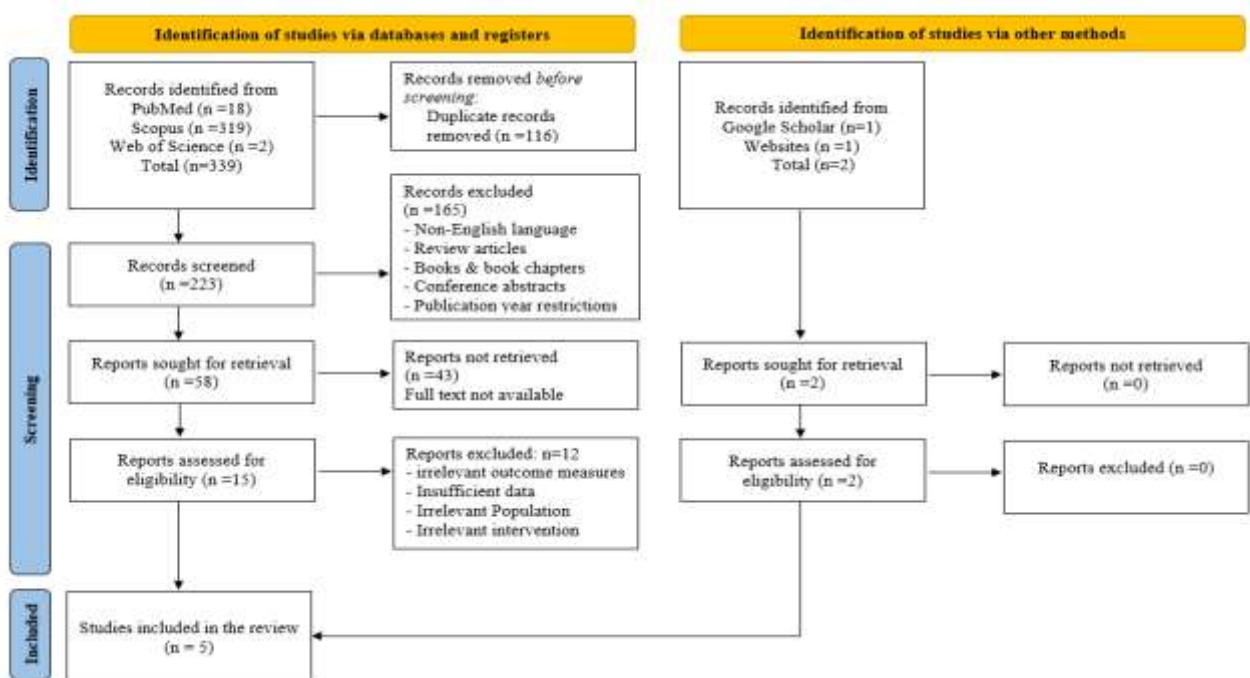 Identification of studies via databases and registers
Identification of studies via other methods
Identification
Records identified from
PubMed (n =18)
Scopus (n =319)
Web of Science (n =2)
Total (n=339)
Records removed before
screening:
Duplicate records
removed (n =116)
Records identified from
Google Scholar (n=1)
Websites (n =1)
Total (n=2)
Screening
Records screened
(n =223)
Records excluded
(n =165)
- Non-English language
- Review articles
- Books & book chapters
- Conference abstracts
- Publication year restrictions
Reports sought for retrieval
(n =58)
Reports not retrieved
(n =43)
Full text not available
Reports sought for retrieval
(n =2)
Reports not retrieved
(n =0)
Reports assessed for
eligibility (n =15)
Reports excluded: n=12
- irrelevant outcome measures
- Insufficient data
- Irrelevant Population
- Irrelevant intervention
Reports assessed for
eligibility (n =2)
Reports excluded (n =0)
Included
Studies included in the review
(n = 5)